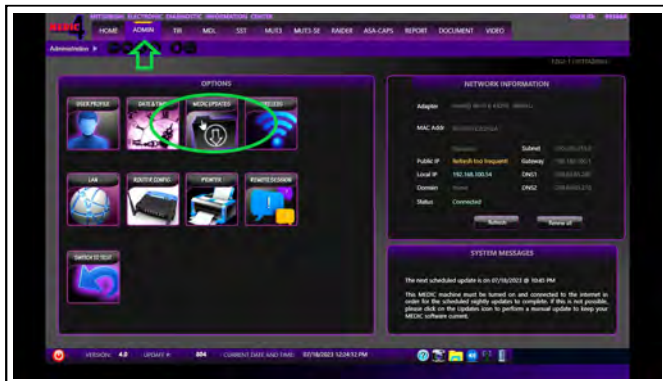 MITSUBISHI ELECTRONIC DIAGNOSTIC INFORMATION CENTER
MEDIC 4
HOME ADMIN TIR MDL SST MUT3 MUT3-SE RAIDER ASA-CAPS REPORT DOCUMENT VIDEO
Administration
OPTIONS
USER PROFILE DATE & TIME MEDIC UPDATES WIRELESS
LAN ROUTER CONFIG PRINTER REMOTE SESSION
NETWORK INFORMATION
Adapter
MAC Addr
Subnet
Public IP Refresh too frequent Gateway
Local IP 192.168.100.54 DNS1
Domain DNS2
Status Connected
Refresh Renew all
SYSTEM MESSAGES
The next scheduled update is on 07/18/2023 @ 10:45 PM
This MEDIC machine must be turned on and connected to the internet in
order for the scheduled nightly updates to complete. If this is not possible,
please click on the Updates icon to perform a manual update to keep your
MEDIC software current.
VERSION: 4.0 UPDATE #: 604 CURRENT DATE AND TIME: 07/18/2023 12:24:12 PM